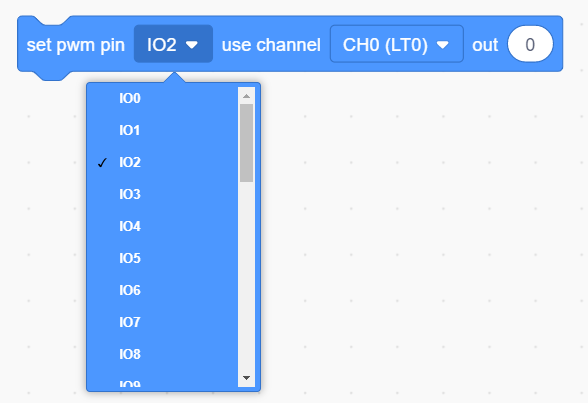 set pwm pin IO2 use channel CH0 (LT0) out 0
IO0
IO1
✓ IO2
IO3
IO4
IO5
IO6
IO7
IO8
IO9